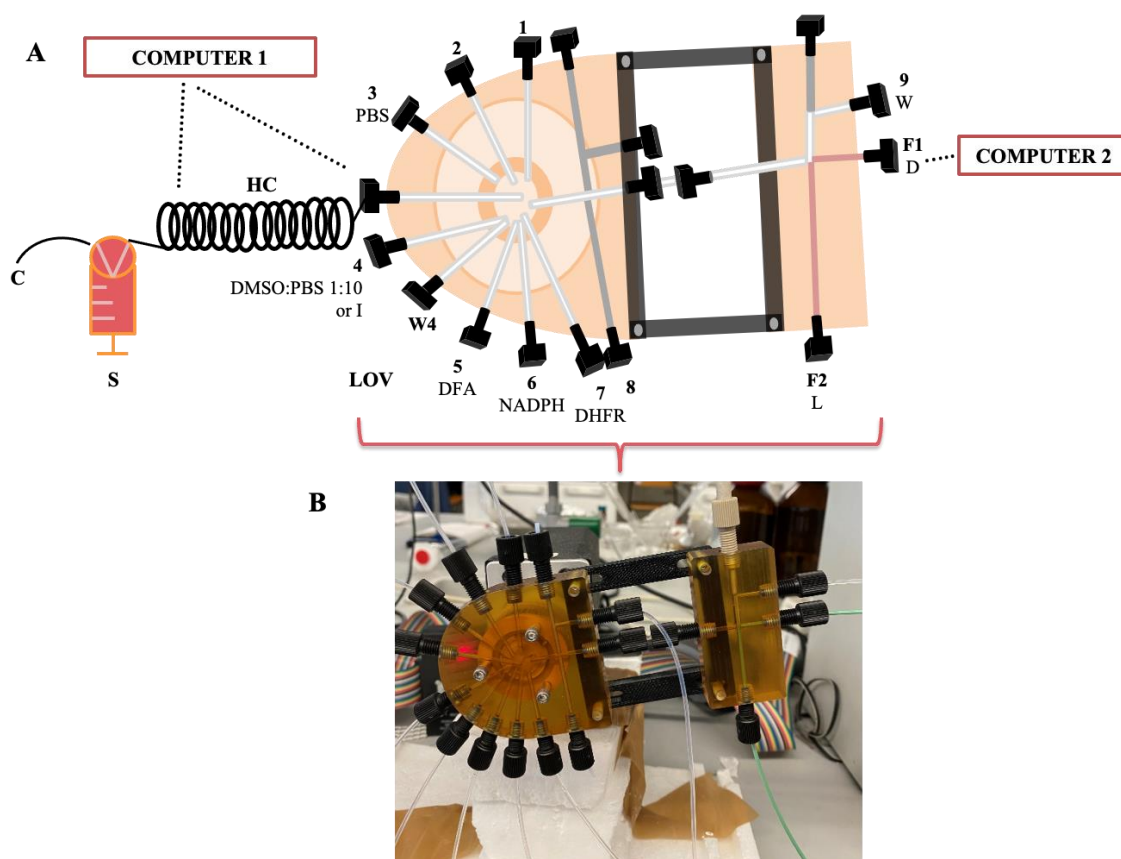 A
COMPUTER 1
1
2
3
PBS
9
W
F1
D
COMPUTER 2
HC
C
4
DMSO:PBS 1:10
or I
W4
S
LOV
5
DFA
6
NADPH
7
DHFR
8
F2
L
B